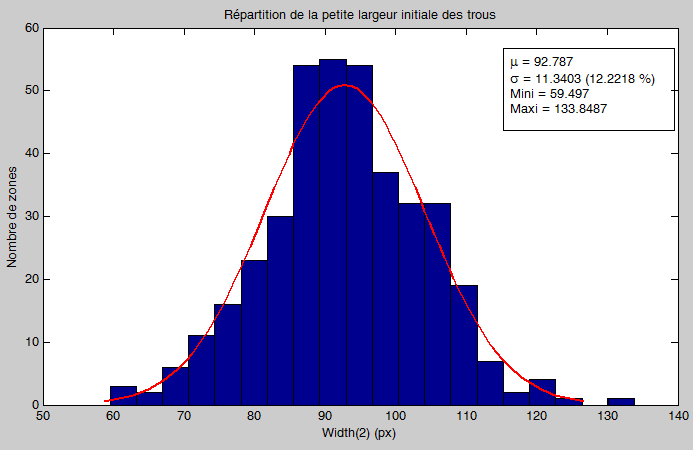 Répartition de la petite largeur initiale des trous
μ = 92.787
σ = 11.3403 (12.2218 %)
Mini = 59.497
Maxi = 133.8487
Nombre de zones
60
50
40
30
20
10
0
50 60 70 80 90 100 110 120 130 140
Width(2) (px)